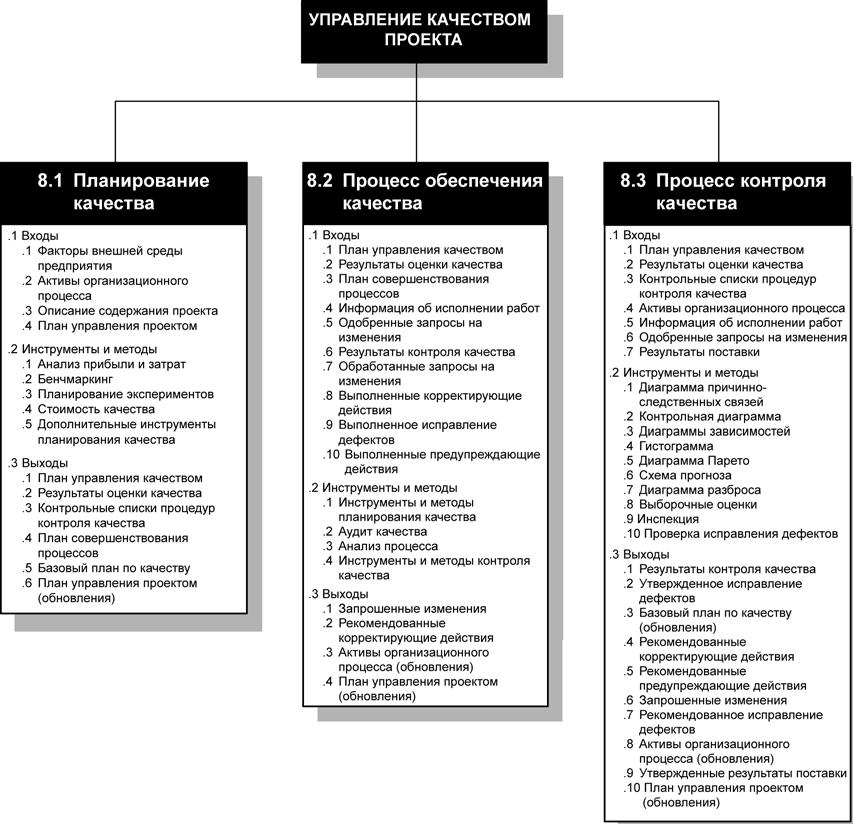 УПРАВЛЕНИЕ КАЧЕСТВОМ
ПРОЕКТА
8.1 Планирование
качества
.1 Входы
.1 Факторы внешней среды
предприятия
.2 Активы организационного
процесса
.3 Описание содержания проекта
.4 План управления проектом
.2 Инструменты и методы
.1 Анализ прибыли и затрат
.2 Бенчмаркинг
.3 Планирование экспериментов
.4 Стоимость качества
.5 Дополнительные инструменты
планирования качества
.3 Выходы
.1 План управления качеством
.2 Результаты оценки качества
.3 Контрольные списки процедур
контроля качества
.4 План совершенствования
процессов
.5 Базовый план по качеству
.6 План управления проектом
(обновления)
8.2 Процесс обеспечения
качества
.1 Входы
.1 План управления качеством
.2 Результаты оценки качества
.3 План совершенствования
процессов
.4 Информация об исполнении работ
.5 Одобренные запросы на
изменения
.6 Результаты контроля качества
.7 Обработанные запросы на
изменения
.8 Выполненные корректирующие
действия
.9 Выполненное исправление
дефектов
.10 Выполненные предупреждающие
действия
.2 Инструменты и методы
.1 Инструменты и методы
планирования качества
.2 Аудит качества
.3 Анализ процесса
.4 Инструменты и методы контроля
качества
.3 Выходы
.1 Запрошенные изменения
.2 Рекомендованные
корректирующие действия
.3 Активы организационного
процесса (обновления)
.4 План управления проектом
(обновления)
8.3 Процесс контроля
качества
.1 Входы
.1 План управления качеством
.2 Результаты оценки качества
.3 Контрольные списки процедур
контроля качества
.4 Активы организационного процесса
.5 Информация об исполнении работ
.6 Одобренные запросы на изменения
.7 Результаты поставки
.2 Инструменты и методы
.1 Диаграмма причинно-
следственных связей
.2 Контрольная диаграмма
.3 Диаграммы зависимостей
.4 Гистограмма
.5 Диаграмма Парето
.6 Схема прогноза
.7 Диаграмма разброса
.8 Выборочные оценки
.9 Инспекция
.10 Проверка исправления дефектов
.3 Выходы
.1 Результаты контроля качества
.2 Утвержденное исправление
дефектов
.3 Базовый план по качеству
(обновления)
.4 Рекомендованные
корректирующие действия
.5 Рекомендованные
предупреждающие действия
.6 Запрошенные изменения
.7 Рекомендованное исправление
дефектов
.8 Активы организационного
процесса (обновления)
.9 Утвержденные результаты поставки
.10 План управления проектом
(обновления)